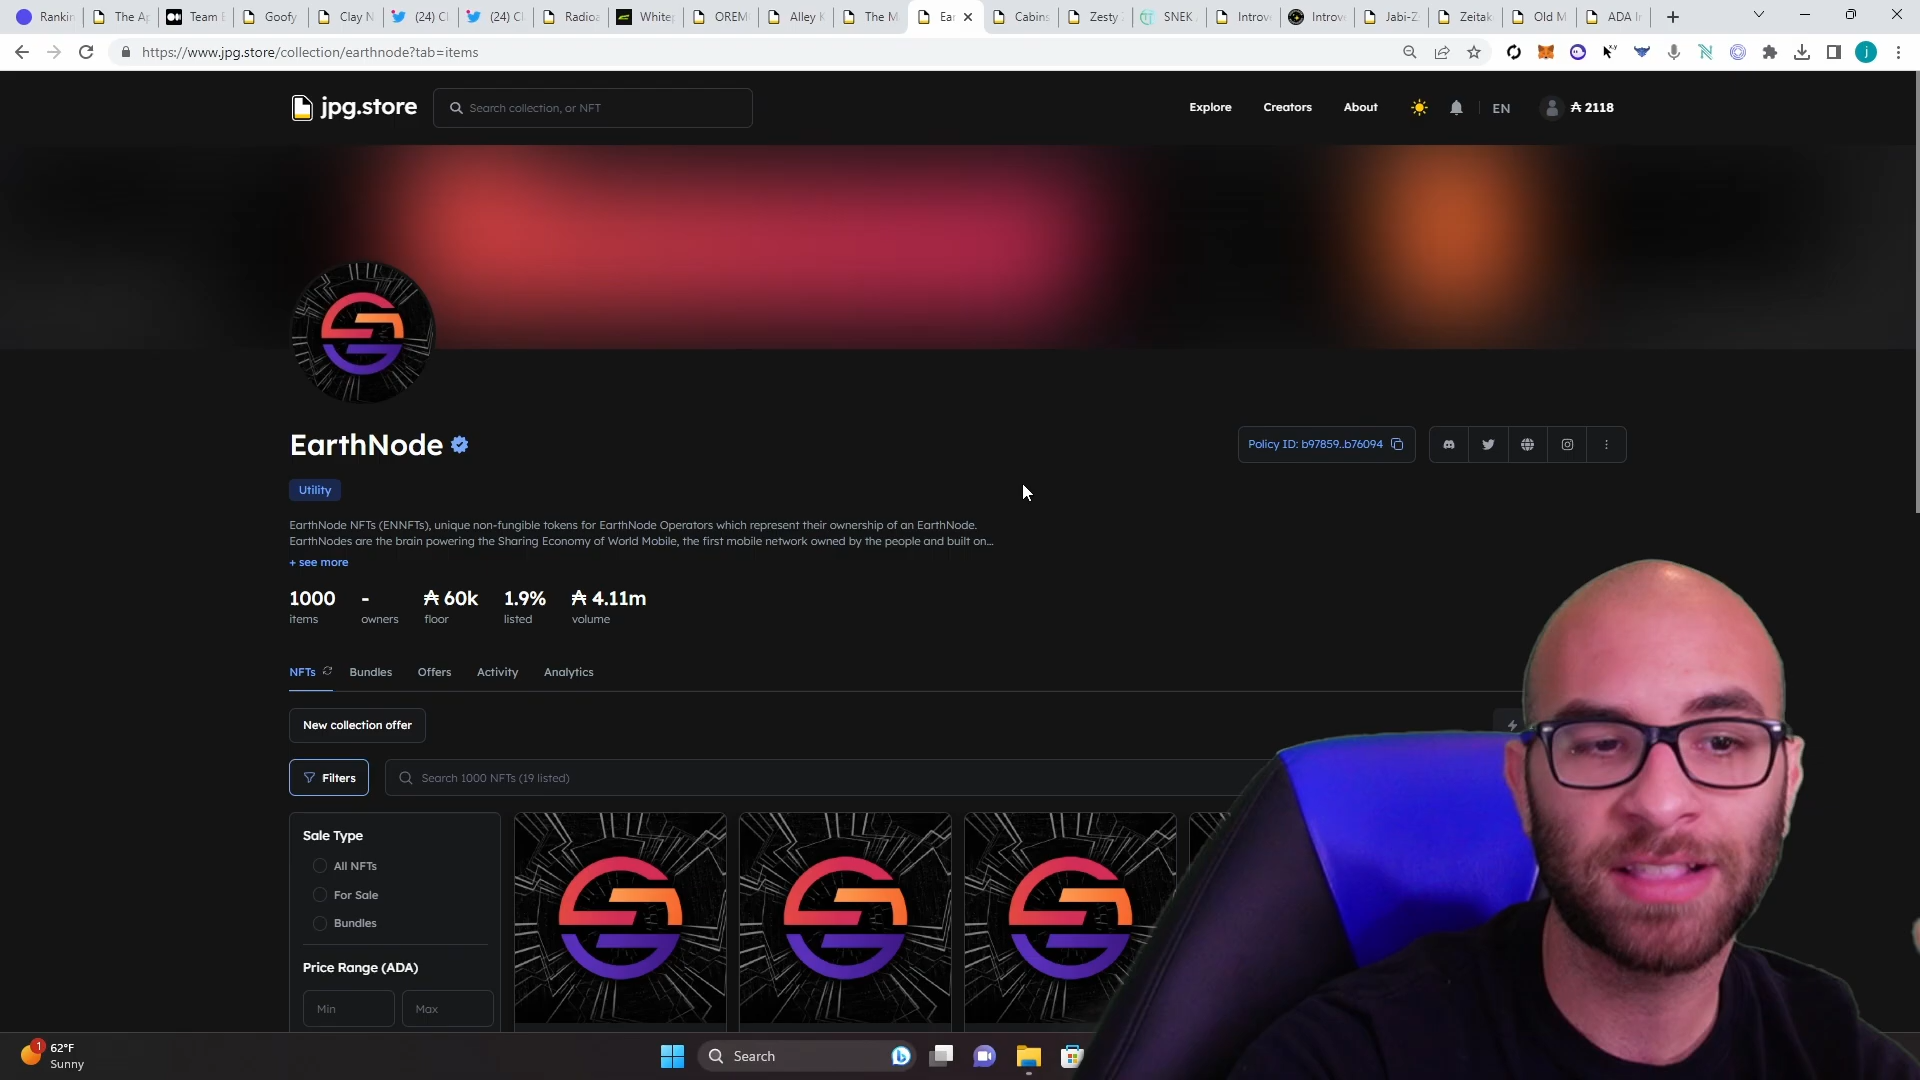 Rankin
The Ap
Team E
Goofy
Clay N
(24) Cl
(24) Cl
Radioa
Whitep
OREM
Alley K
The M
Ear
Cabins
Zesty
SNEK
Introv
Introv
Jabi-Z
Zeitak
Old M
ADA I
https://www.jpg.store/collection/earthnode?tab=items
jpg.store
Search collection, or NFT
Explore
Creators
About
EN
₳ 2118
EarthNode
Policy ID: b97859..b76094
Utility
EarthNode NFTs (ENNFTs), unique non-fungible tokens for EarthNode Operators which represent their ownership of an EarthNode.
EarthNodes are the brain powering the Sharing Economy of World Mobile, the first mobile network owned by the people and built on...
+ see more
1000 - ₳ 60k 1.9% ₳ 4.11m
items owners floor listed volume
NFTs Bundles Offers Activity Analytics
New collection offer
Filters
Search 1000 NFTs (19 listed)
Sale Type
All NFTs
For Sale
Bundles
Price Range (ADA)
Min Max
1
62°F
Sunny
Search